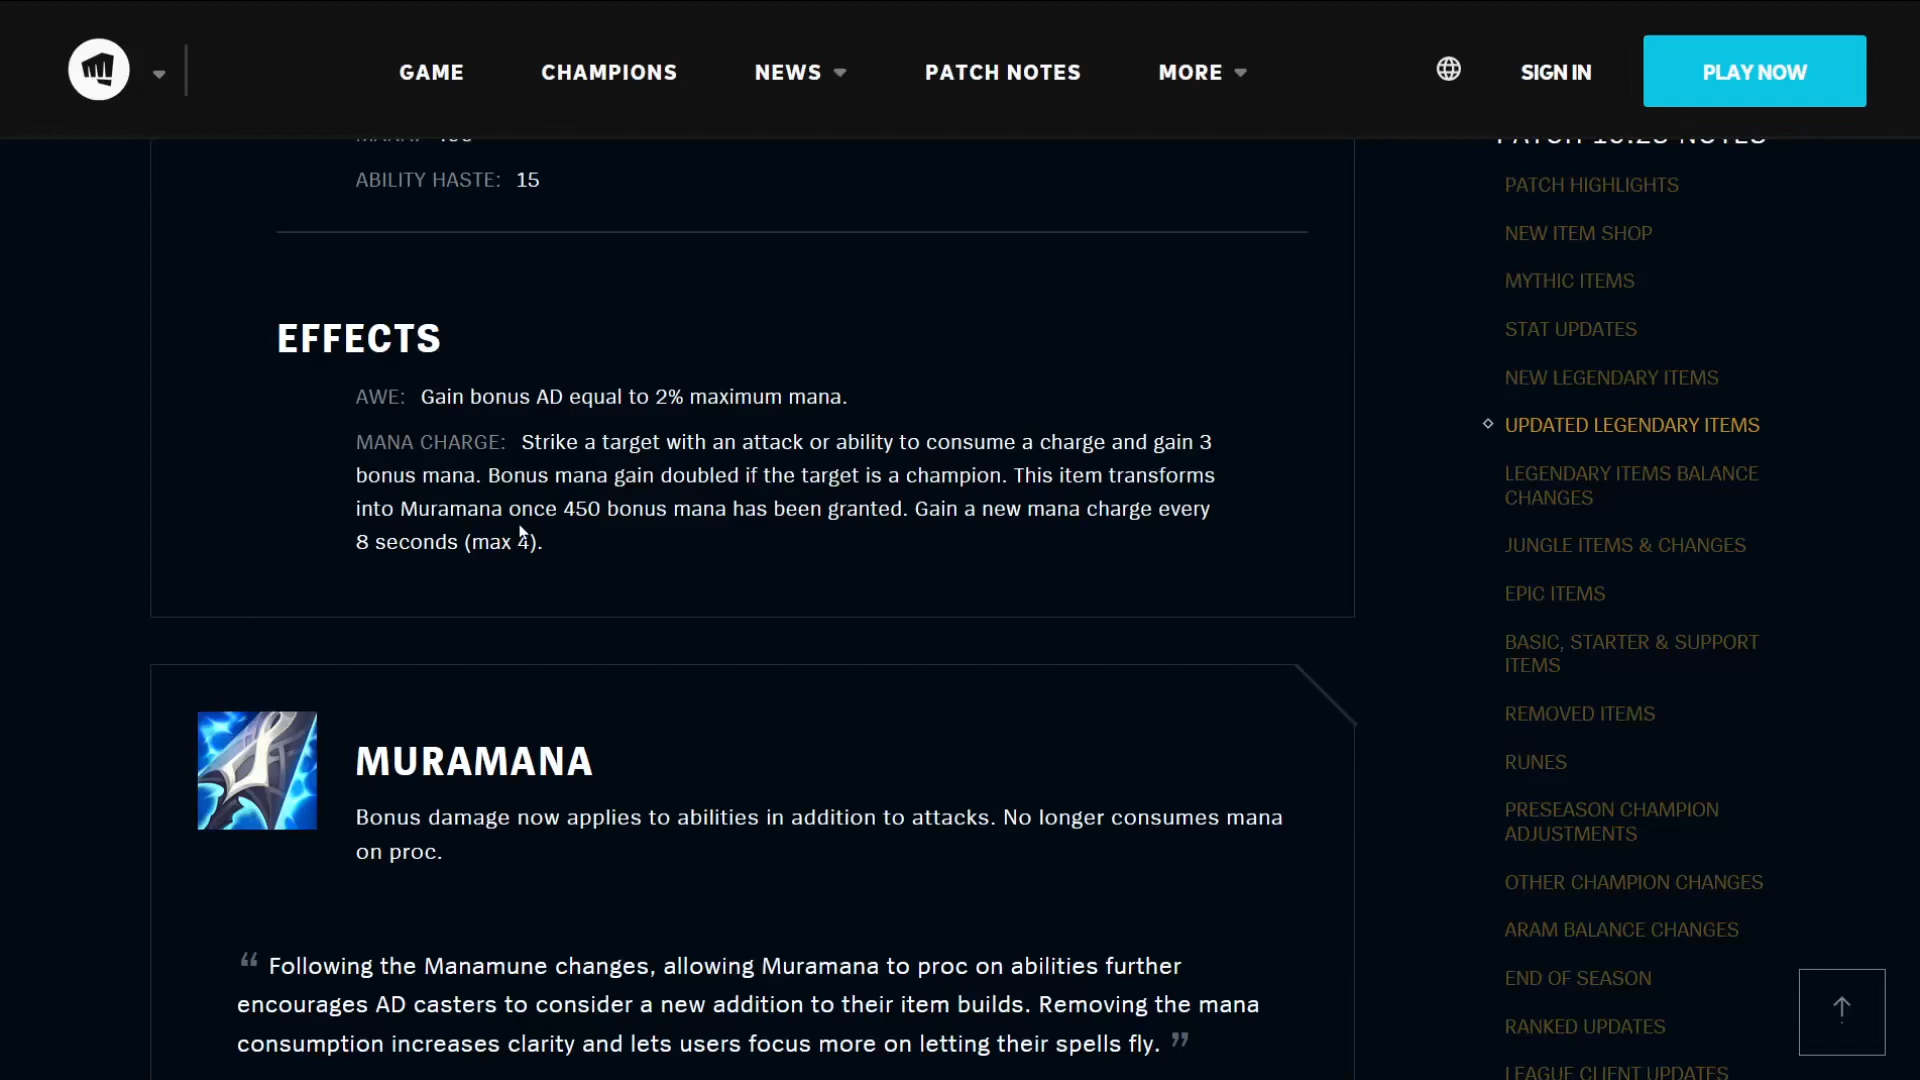 GAME CHAMPIONS NEWS PATCH NOTES MORE SIGN IN PLAY NOW
ABILITY HASTE: 15
EFFECTS
AWE: Gain bonus AD equal to 2% maximum mana.
MANA CHARGE: Strike a target with an attack or ability to consume a charge and gain 3
bonus mana. Bonus mana gain doubled if the target is a champion. This item transforms
into Muramana once 450 bonus mana has been granted. Gain a new mana charge every
8 seconds (max 4).
MURAMANA
Bonus damage now applies to abilities in addition to attacks. No longer consumes mana
on proc.
“ Following the Manamune changes, allowing Muramana to proc on abilities further
encourages AD casters to consider a new addition to their item builds. Removing the mana
consumption increases clarity and lets users focus more on letting their spells fly. ”
PATCH HIGHLIGHTS
NEW ITEM SHOP
MYTHIC ITEMS
STAT UPDATES
NEW LEGENDARY ITEMS
UPDATED LEGENDARY ITEMS
LEGENDARY ITEMS BALANCE
CHANGES
JUNGLE ITEMS & CHANGES
EPIC ITEMS
BASIC, STARTER & SUPPORT
ITEMS
REMOVED ITEMS
RUNES
PRESEASON CHAMPION
ADJUSTMENTS
OTHER CHAMPION CHANGES
ARAM BALANCE CHANGES
END OF SEASON
RANKED UPDATES
LEAGUE CLIENT UPDATES